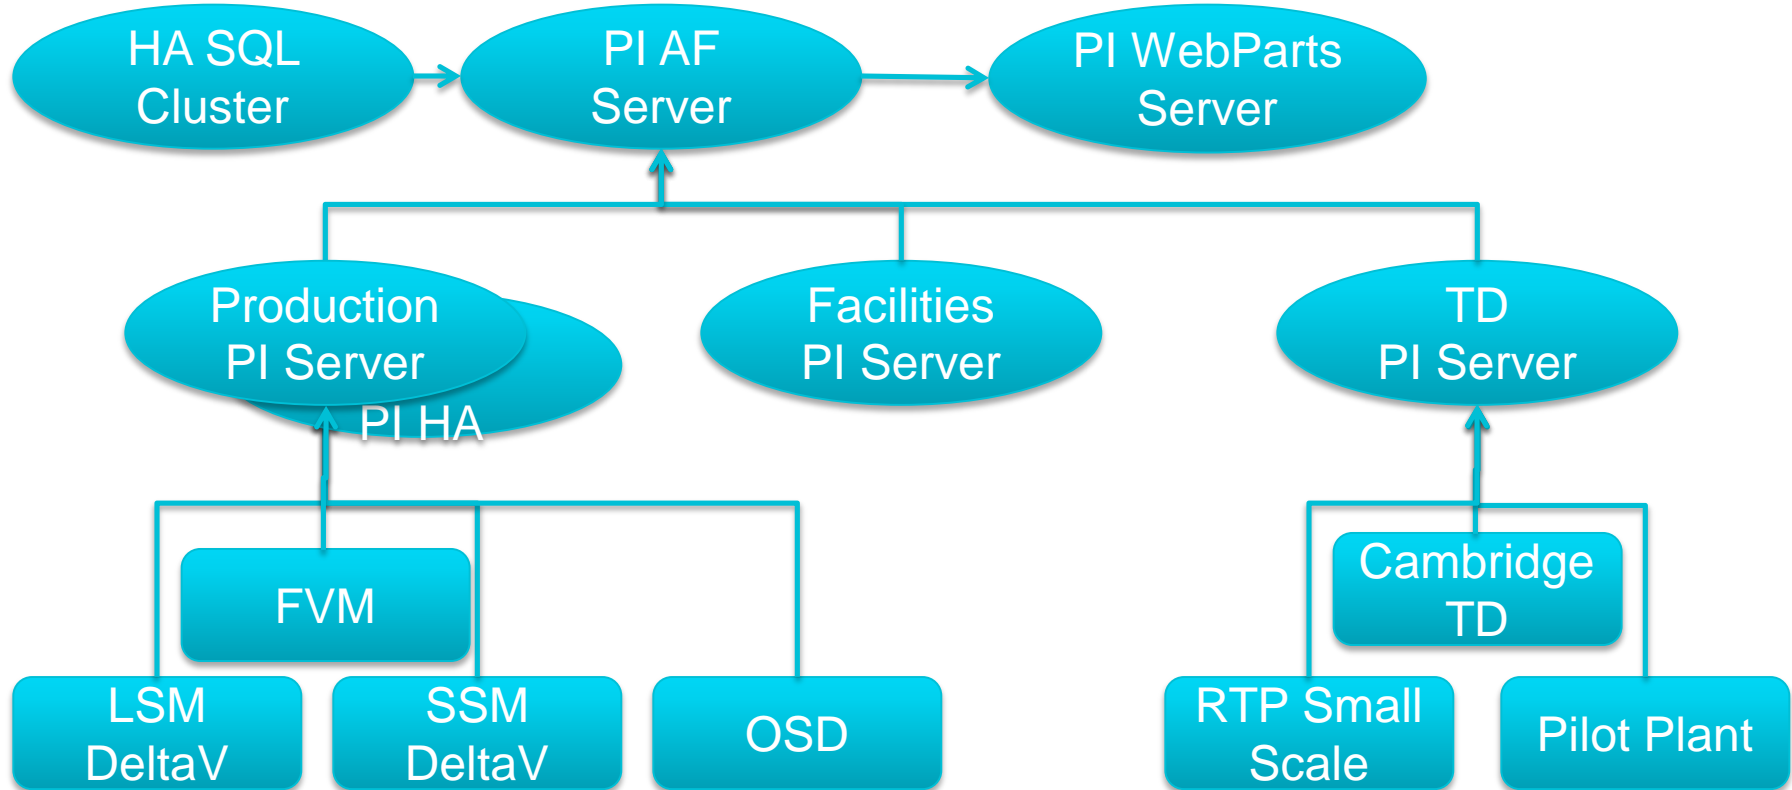 HA SQL
Cluster
PI AF
Server
PI WebParts
Server
Production
PI Server
PI HA
Facilities
PI Server
TD
PI Server
FVM
Cambridge
TD
LSM
DeltaV
SSM
DeltaV
OSD
RTP Small
Scale
Pilot Plant